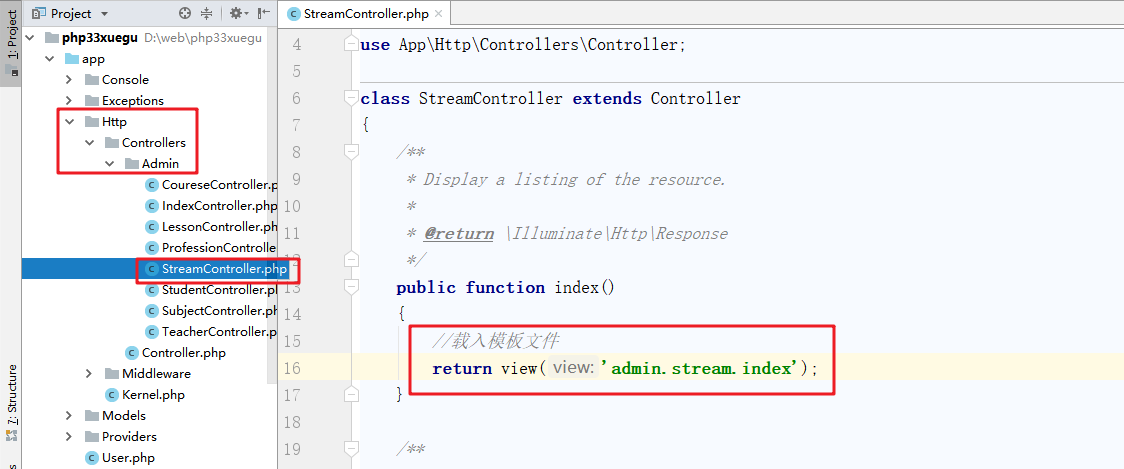 Project
StreamController.php
1: Project
7: Structure
php33xuegu D:\web\php33xuegu
app
Console
Exceptions
Http
Controllers
Admin
CoureseController.p
IndexController.php
LessonController.ph
ProfessionControlle
StreamController.php
StudentController.p
SubjectController.ph
TeacherController.p
Controller.php
Middleware
Kernel.php
Models
Providers
User.php
4 use App\Http\Controllers\Controller;
5
6 class StreamController extends Controller
7 {
8 /**
9 * Display a listing of the resource.
10 *
11 * @return \Illuminate\Http\Response
12 */
13 public function index()
14 {
15 //载入模板文件
16 return view( view: 'admin.stream.index');
17 }
18
19 /**